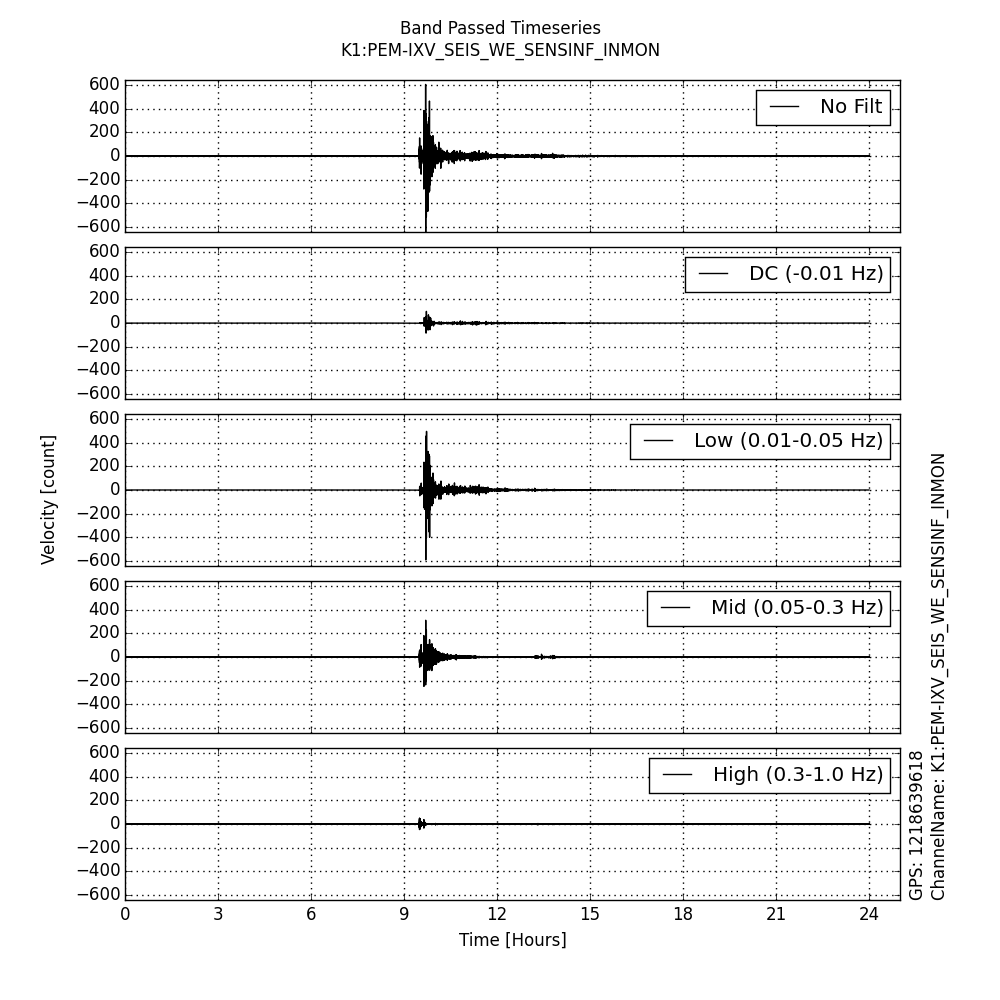 Band Passed Timeseries
K1:PEM-IXV_SEIS_WE_SENSINF_INMON
600
400
200
0
−200
−400
−600
No Filt
600
400
200
0
−200
−400
−600
DC (-0.01 Hz)
600
400
200
0
−200
−400
−600
Low (0.01-0.05 Hz)
600
400
200
0
−200
−400
−600
Mid (0.05-0.3 Hz)
600
400
200
0
−200
−400
−600
High (0.3-1.0 Hz)
0 3 6 9 12 15 18 21 24
Time [Hours]
Velocity [count]
GPS: 1218639618
ChannelName: K1:PEM-IXV_SEIS_WE_SENSINF_INMON